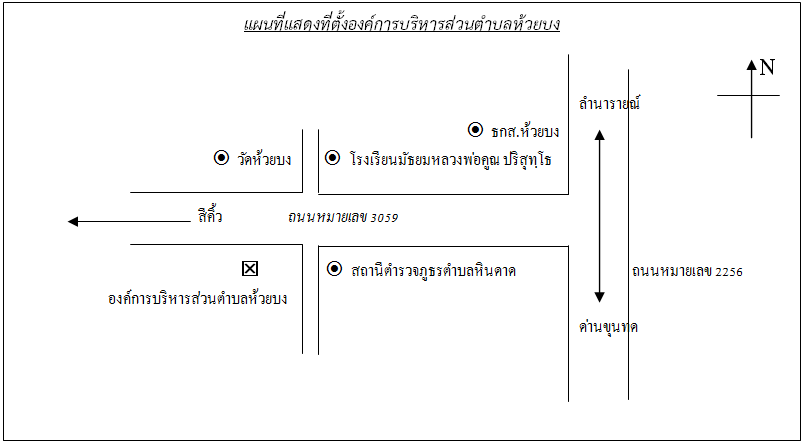 แผนที่แสดงที่ตั้งองค์การบริหารส่วนตำบลห้วยบง
N
ลำนารายณ์
ธกส.ห้วยบง
วัดห้วยบง
โรงเรียนมัธยมหลวงพ่อคูณ ปริสุทฺโธ
สีคิ้ว
ถนนหมายเลข 3059
สถานีตำรวจภูธรตำบลหินดาด
ถนนหมายเลข 2256
องค์การบริหารส่วนตำบลห้วยบง
ด่านขุนทด